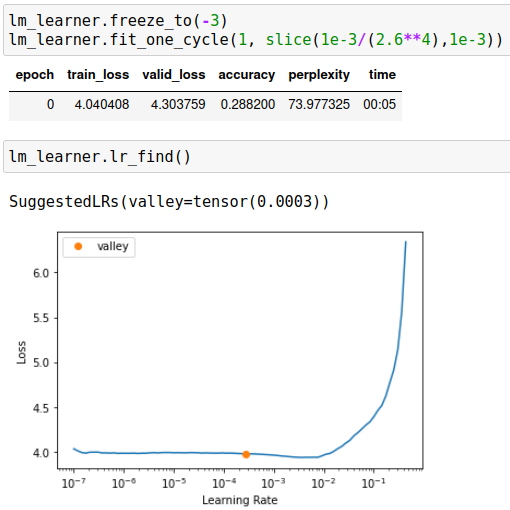 lm_learner.freeze_to(-3)
lm_learner.fit_one_cycle(1, slice(1e-3/(2.6**4),1e-3))
epoch train_loss valid_loss accuracy perplexity time
0 4.040408 4.303759 0.288200 73.977325 00:05
lm_learner.lr_find()
SuggestedLRs(valley=tensor(0.0003))
valley
6.0
5.5
5.0
4.5
4.0
Loss
10⁻⁷ 10⁻⁶ 10⁻⁵ 10⁻⁴ 10⁻³ 10⁻² 10⁻¹
Learning Rate